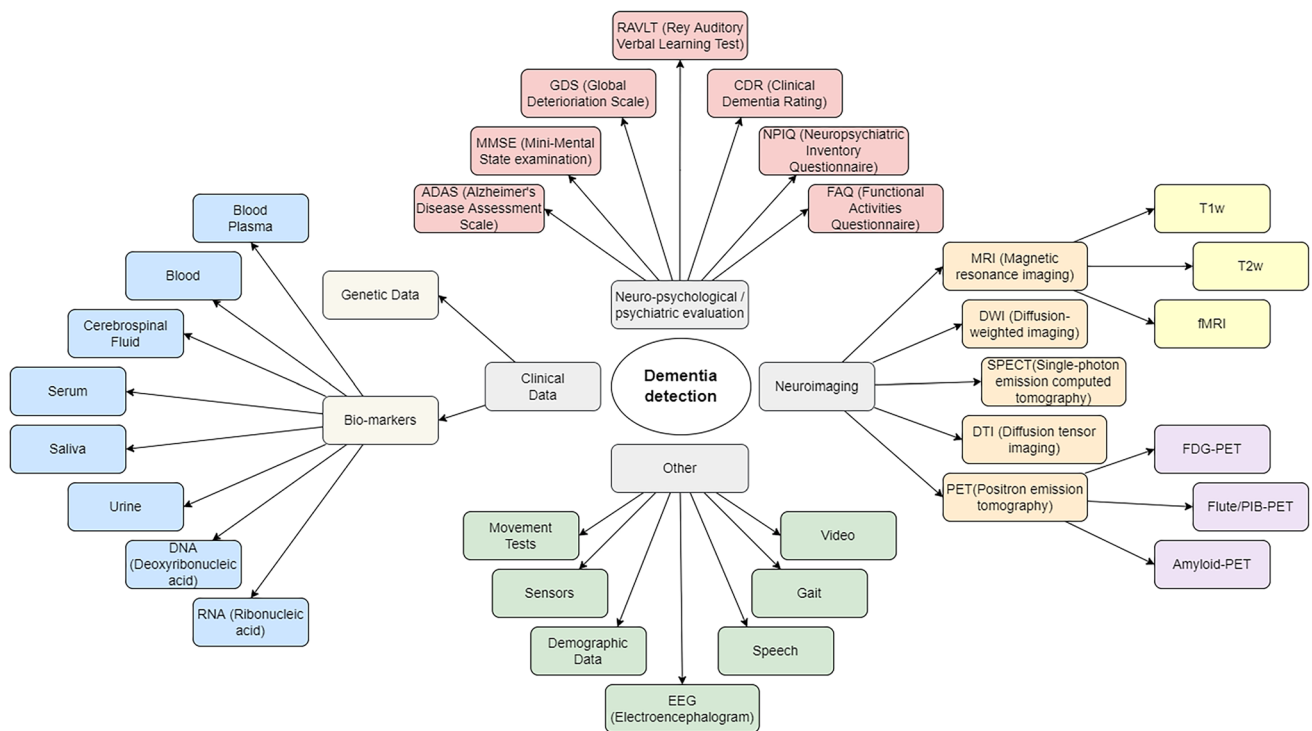 RAVLT (Rey Auditory
Verbal Learning Test)
GDS (Global
Deterioration Scale)
CDR (Clinical
Dementia Rating)
MMSE (Mini-Mental
State examination)
NPIQ (Neuropsychiatric
Inventory
Questionnaire)
ADAS (Alzheimer's
Disease Assessment
Scale)
FAQ (Functional
Activities
Questionnaire)
Neuro-psychological /
psychiatric evaluation
Blood
Plasma
Blood
Cerebrospinal
Fluid
Serum
Saliva
Urine
DNA
(Deoxyribonucleic
acid)
RNA (Ribonucleic
acid)
Genetic Data
Bio-markers
Clinical
Data
Dementia
detection
Neuroimaging
MRI (Magnetic
resonance imaging)
DWI (Diffusion-
weighted imaging)
SPECT(Single-photon
emission computed
tomography)
DTI (Diffusion tensor
imaging)
PET(Positron emission
tomography)
T1w
T2w
fMRI
FDG-PET
Flute/PIB-PET
Amyloid-PET
Other
Movement
Tests
Sensors
Demographic
Data
EEG
(Electroencephalogram)
Speech
Gait
Video